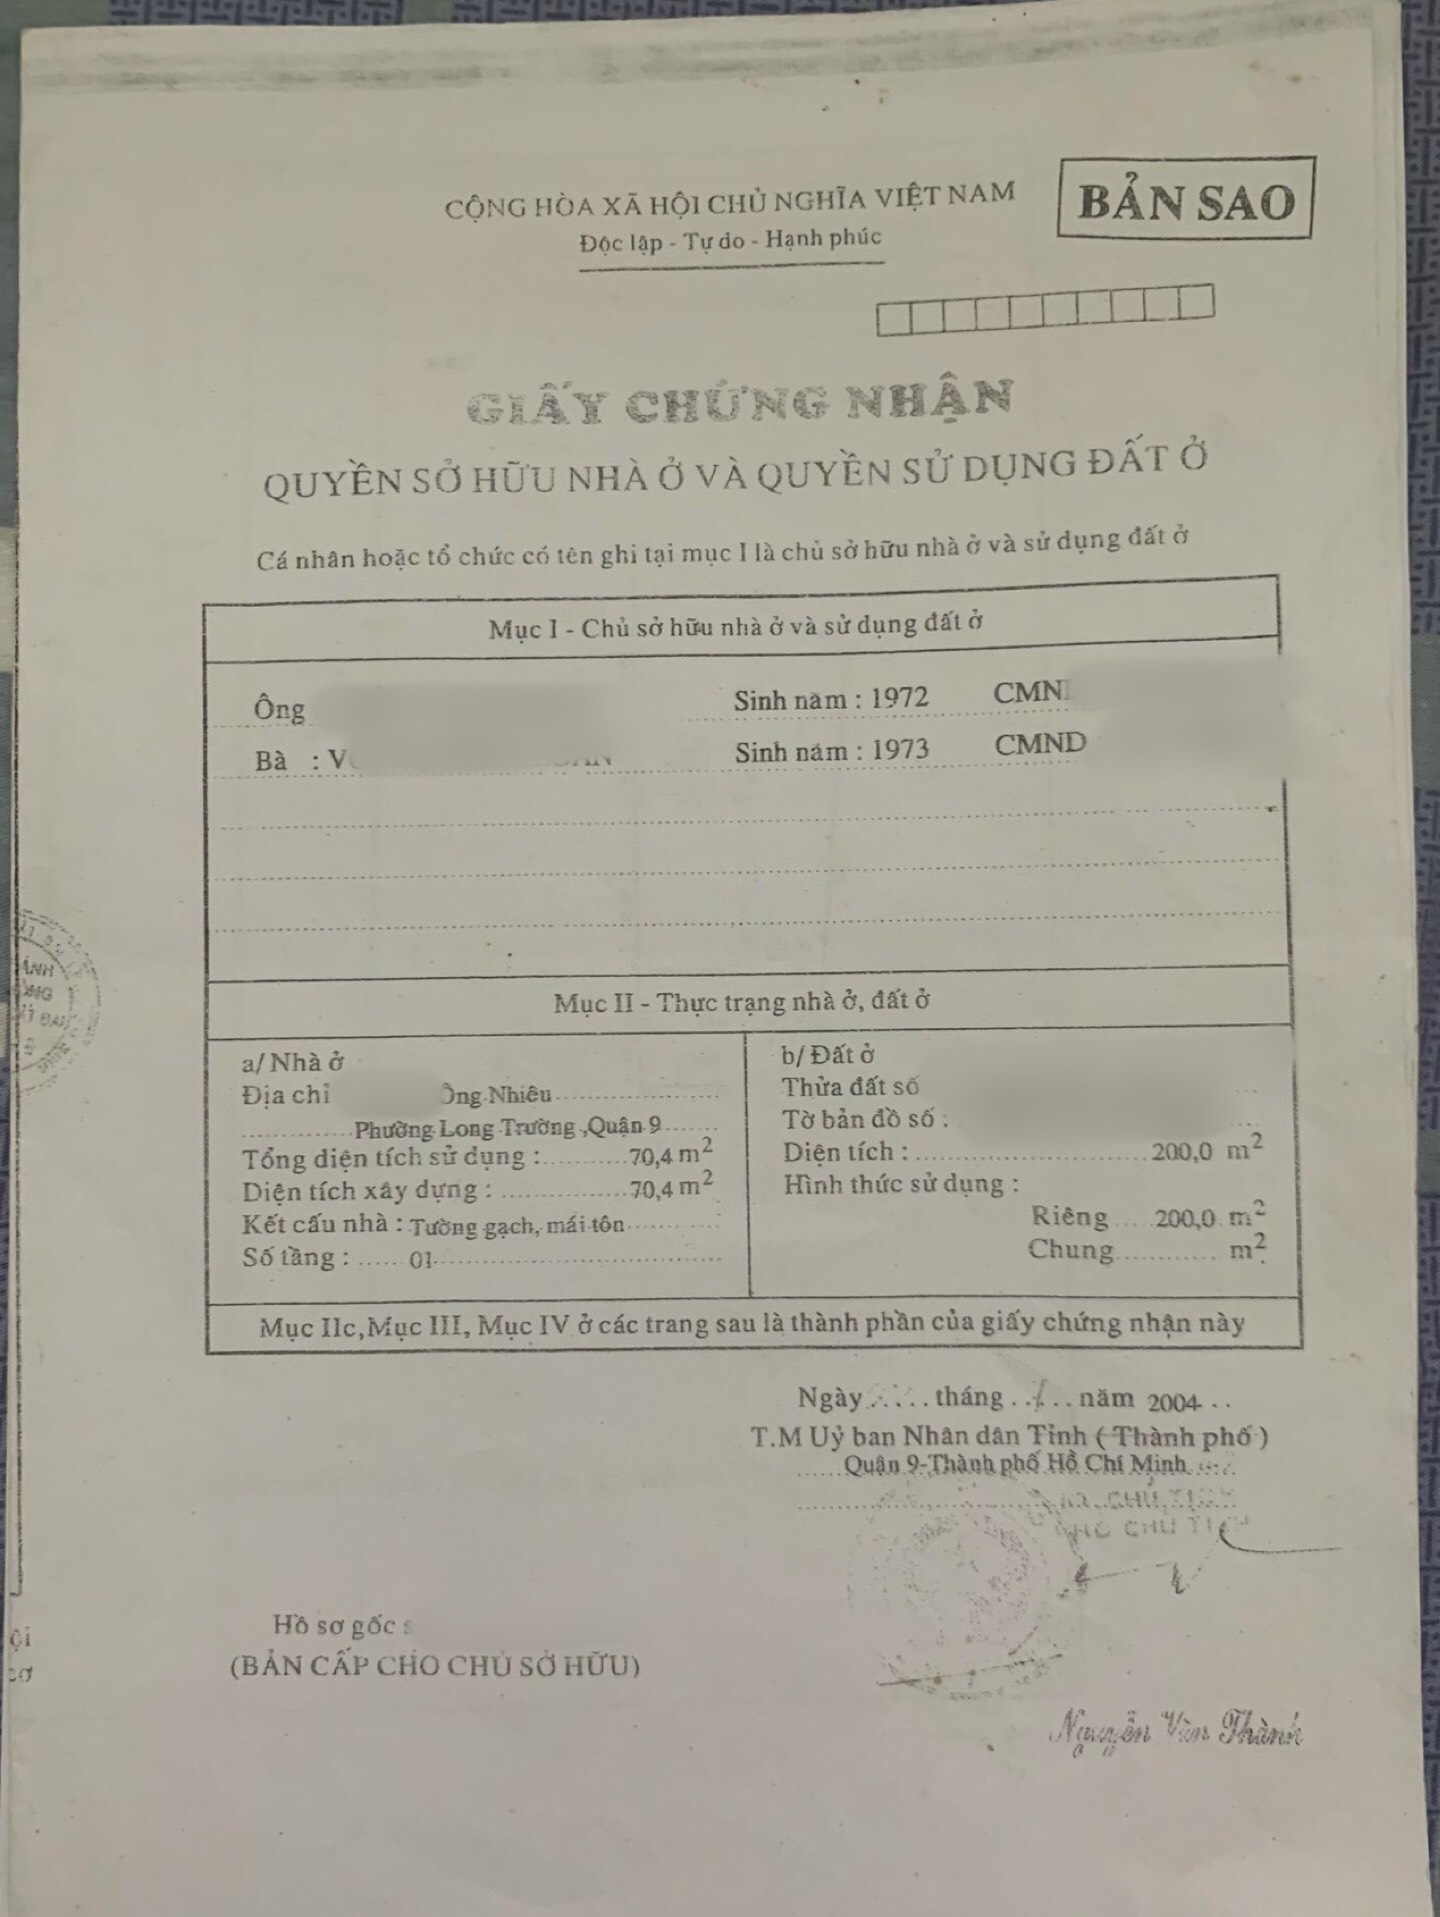 CỘNG HÒA XÃ HỘI CHỦ NGHĨA VIỆT NAM
BẢN SAO
Độc lập - Tự do - Hạnh phúc
GIẤY CHỨNG NHẬN
QUYỀN SỞ HỮU NHÀ Ở VÀ QUYỀN SỬ DỤNG ĐẤT Ở
Cá nhân hoặc tổ chức có tên ghi tại mục I là chủ sở hữu nhà ở và sử dụng đất ở
Mục I - Chủ sở hữu nhà ở và sử dụng đất ở
Ông Sinh năm : 1972 CMN
Bà : V Sinh năm : 1973 CMND
Mục II - Thực trạng nhà ở, đất ở
a/ Nhà ở
Địa chỉ Ông Nhiêu
Phường Long Trường ,Quận 9
Tổng diện tích sử dụng : 70,4 m²
Diện tích xây dựng : 70,4 m²
Kết cấu nhà : Tường gạch, mái tôn
Số tầng : 01
b/ Đất ở
Thửa đất số
Tờ bản đồ số :
Diện tích : 200,0 m²
Hình thức sử dụng :
Riêng 200,0 m²
Chung m²
Mục IIc, Mục III, Mục IV ở các trang sau là thành phần của giấy chứng nhận này
Ngày tháng năm 2004
T.M Uỷ ban Nhân dân Tỉnh ( Thành phố )
Quận 9-Thành phố Hồ Chí Minh
CHỦ TỊCH
PHÓ CHỦ TỊCH
Hồ sơ gốc
(BẢN CẤP CHO CHỦ SỞ HỮU)
Nguyễn Văn Thành